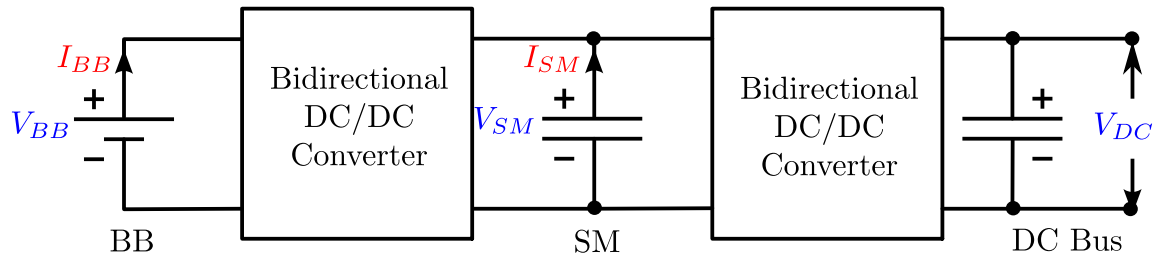 I_BB
+
V_BB
−
BB
Bidirectional
DC/DC
Converter
I_SM
+
V_SM
−
SM
Bidirectional
DC/DC
Converter
+
V_DC
−
DC Bus